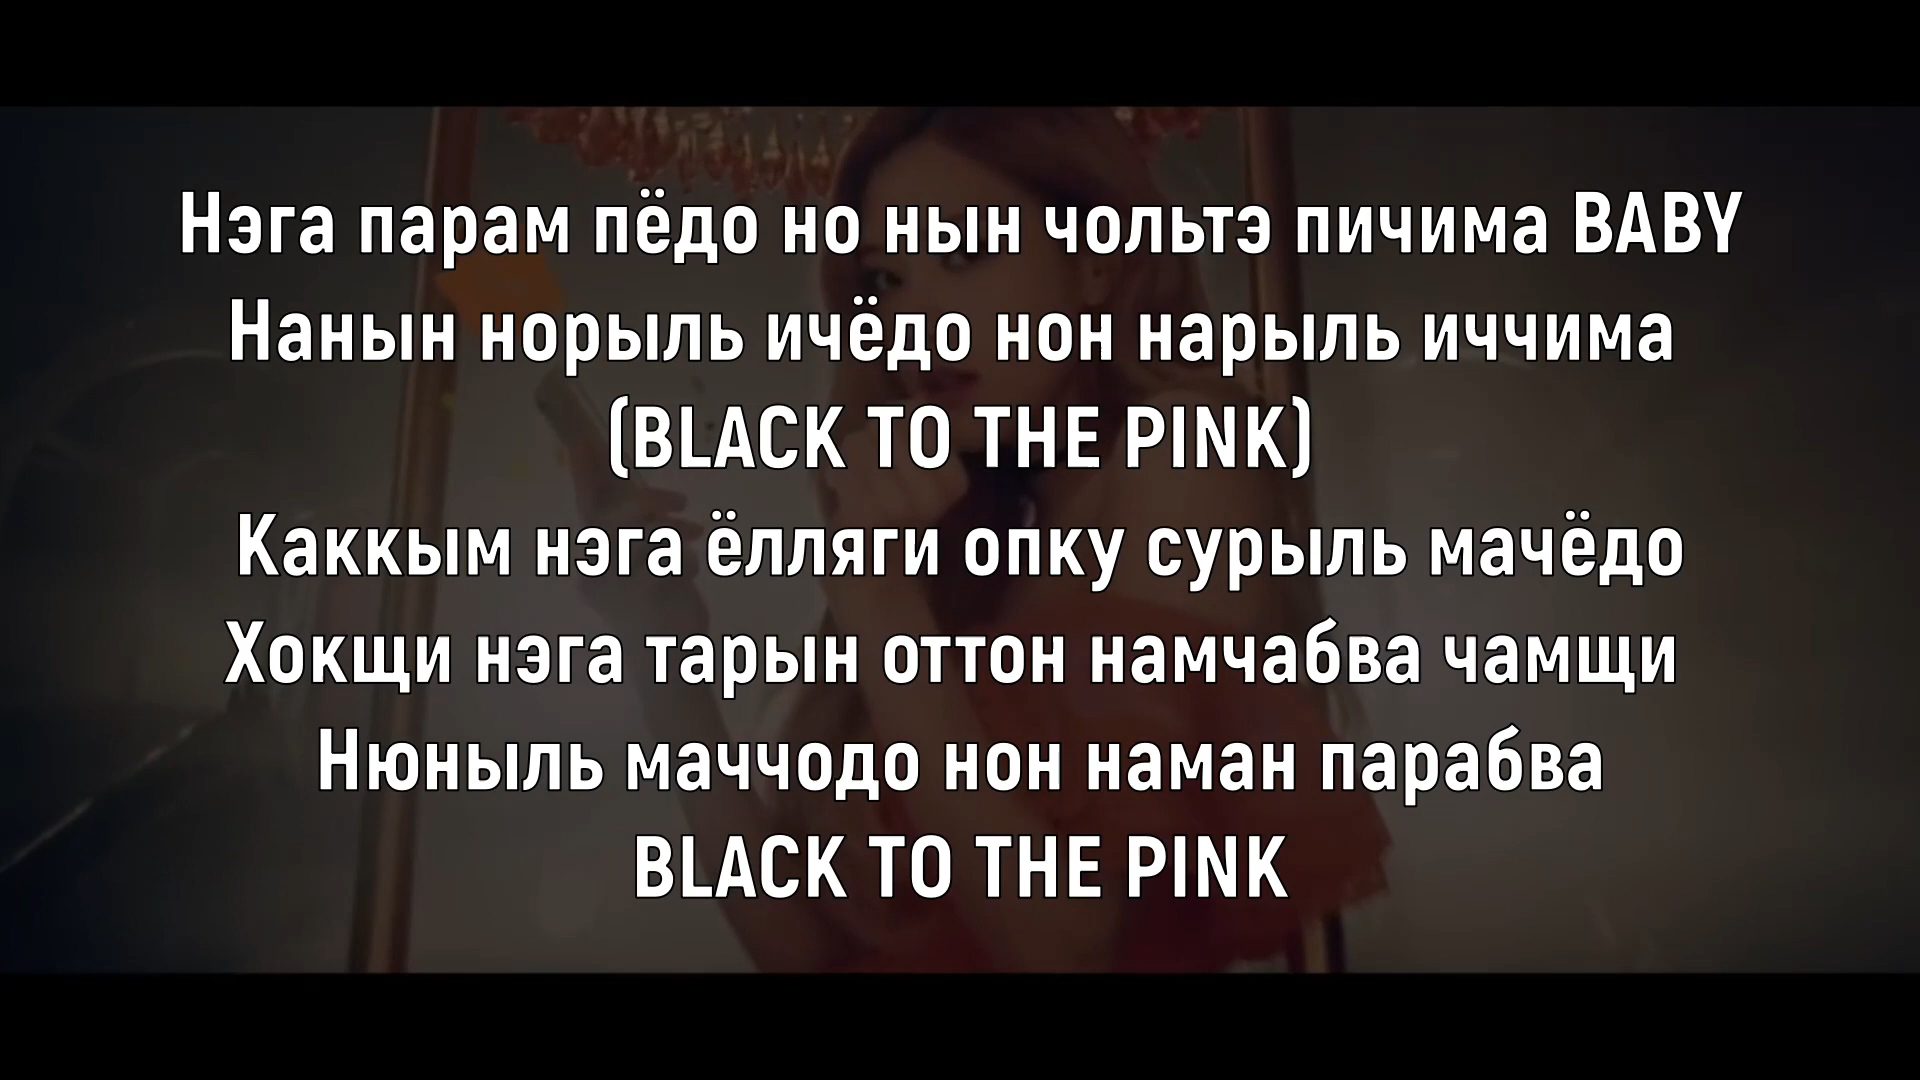 Нэга парам пёдо но нын чольтэ пичима BABY
Нанын норыль ичёдо нон нарыль иччима
(BLACK TO THE PINK)
Каккым нэга ёлляги опку сурыль мачёдо
Хокщи нэга тарын оттон намчабва чамщи
Нюныль маччодо нон наман парабва
BLACK TO THE PINK